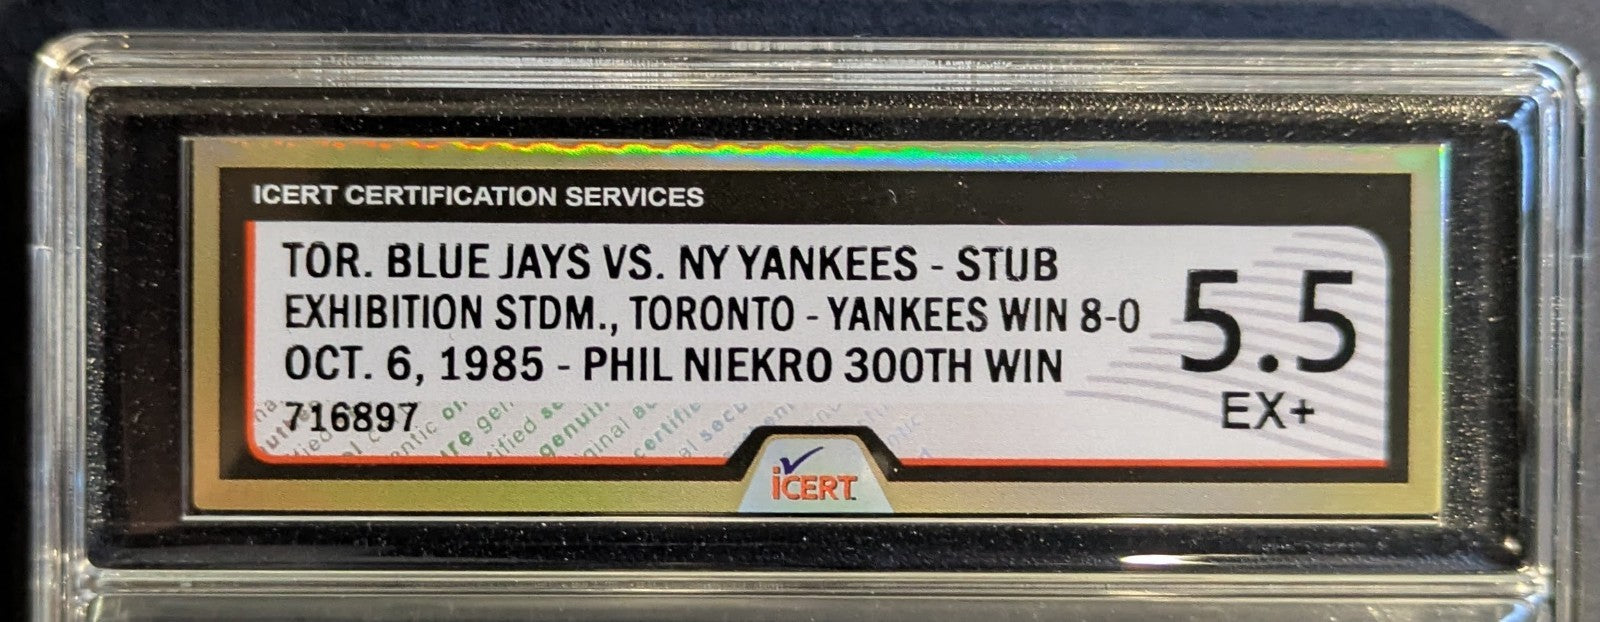 ICERT CERTIFICATION SERVICES
TOR. BLUE JAYS VS. NY YANKEES - STUB
EXHIBITION STDM., TORONTO - YANKEES WIN 8-0
OCT. 6, 1985 - PHIL NIEKRO 300TH WIN
716897
5.5
EX+
iCERT